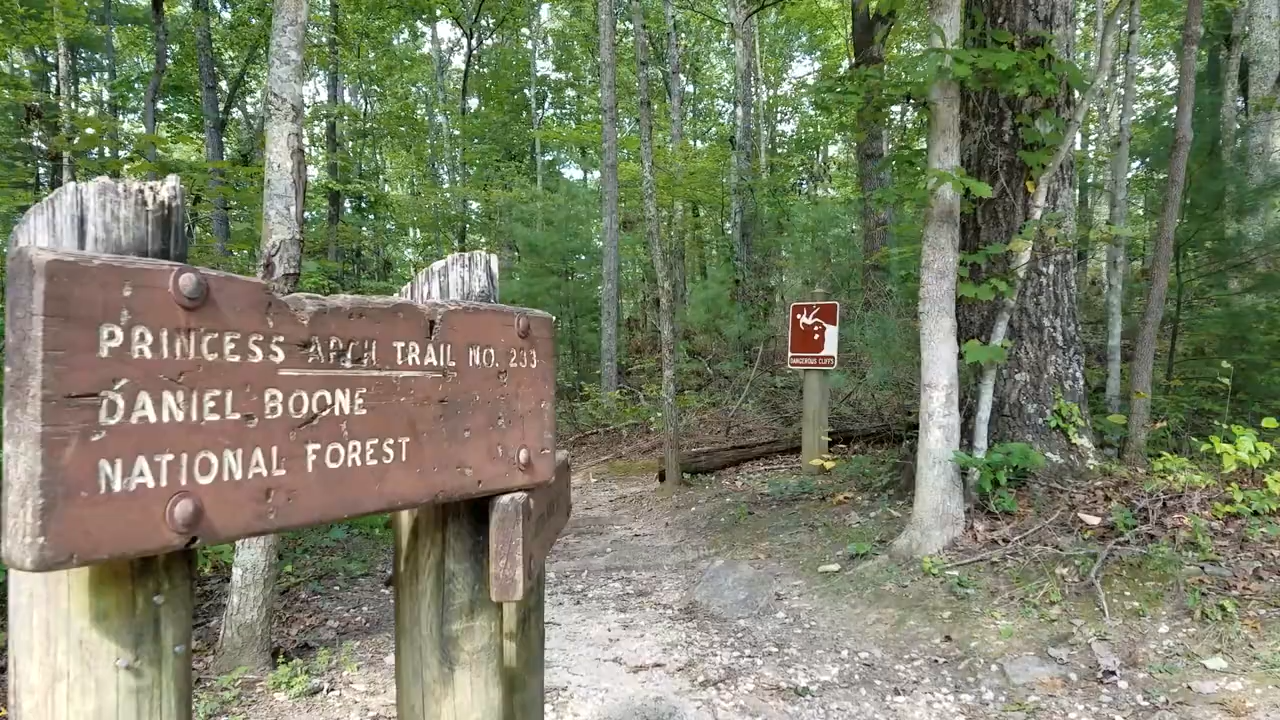 PRINCESS ARCH TRAIL NO. 233
DANIEL BOONE
NATIONAL FOREST
DANGEROUS CLIFFS